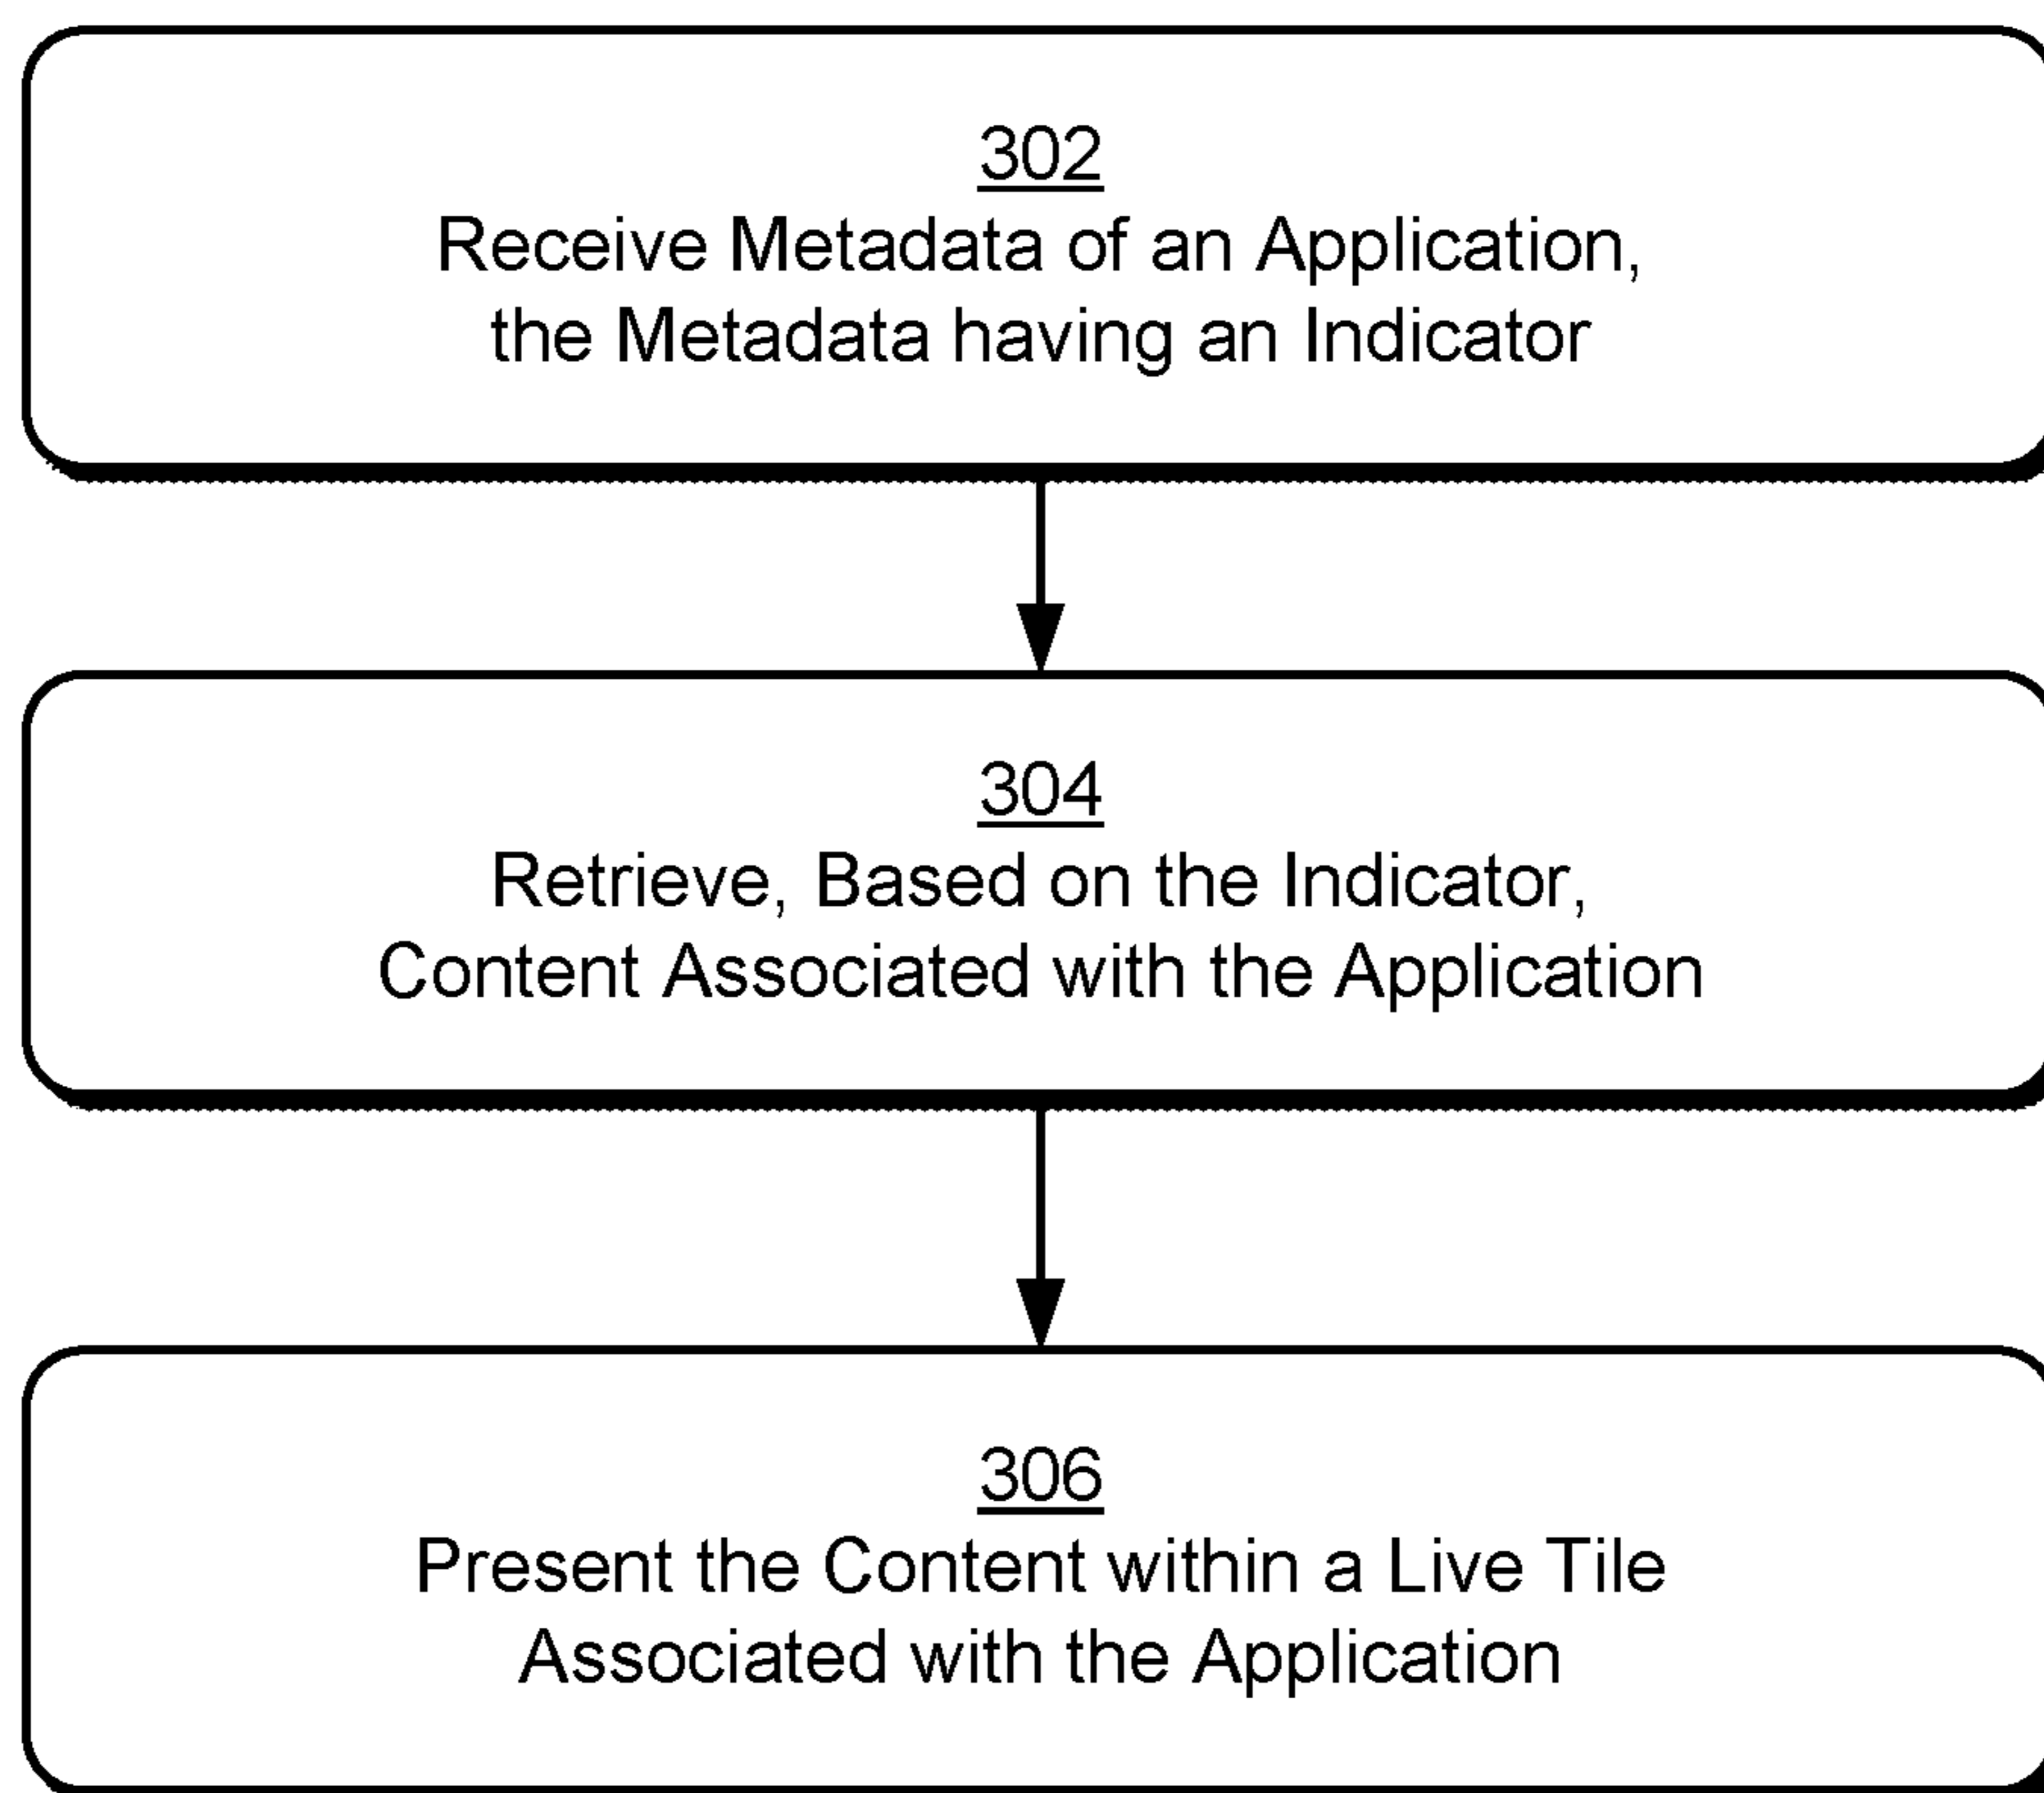 302
Receive Metadata of an Application,
the Metadata having an Indicator
304
Retrieve, Based on the Indicator,
Content Associated with the Application
306
Present the Content within a Live Tile
Associated with the Application